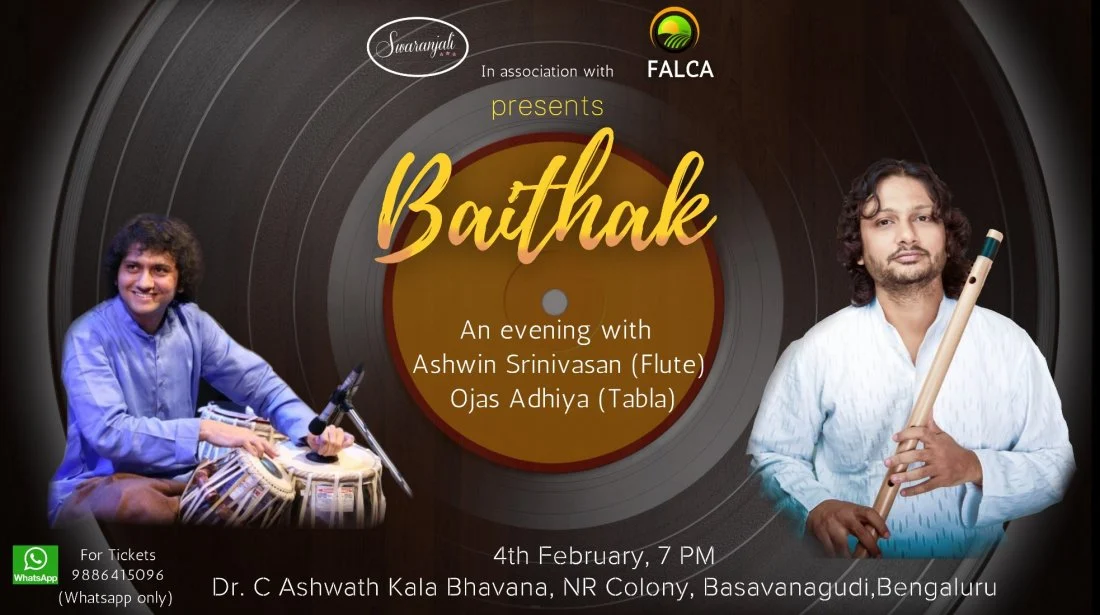 Swaranjali
In association with
FALCA
presents
Baithak
An evening with
Ashwin Srinivasan (Flute)
Ojas Adhiya (Tabla)
4th February, 7 PM
Dr. C Ashwath Kala Bhavana, NR Colony, Basavanagudi,Bengaluru
WhatsApp
For Tickets
9886415096
(Whatsapp only)